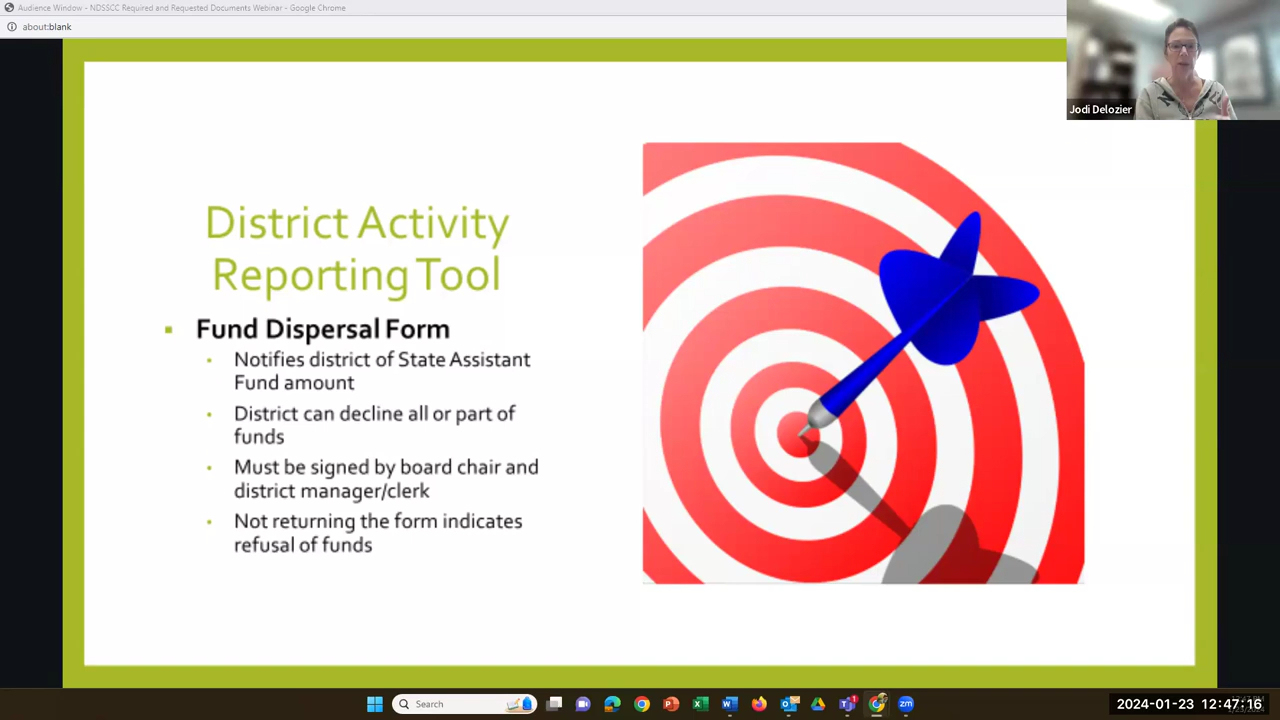 Audience Window - NDSSCC Required and Requested Documents Webinar - Google Chrome
about:blank
Jodi Delozier
District Activity
Reporting Tool
Fund Dispersal Form
Notifies district of State Assistant
Fund amount
District can decline all or part of
funds
Must be signed by board chair and
district manager/clerk
Not returning the form indicates
refusal of funds
Search
2024-01-23 12:47:16